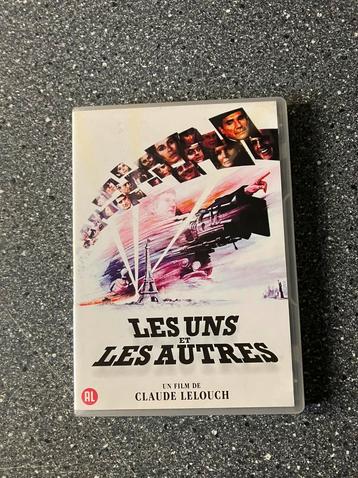 LES UNS
ET
LES AUTRES
UN FILM DE
CLAUDE LELOUCH
AL